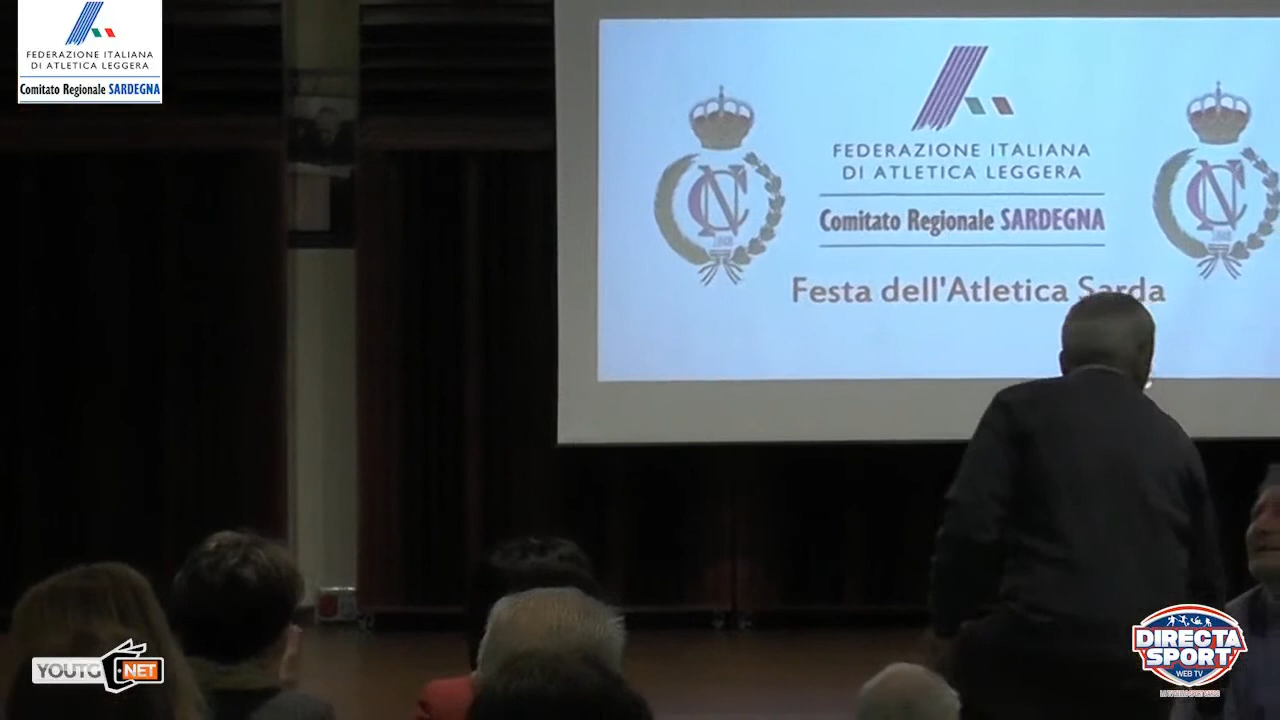 FEDERAZIONE ITALIANA
DI ATLETICA LEGGERA
Comitato Regionale SARDEGNA
FEDERAZIONE ITALIANA
DI ATLETICA LEGGERA
Comitato Regionale SARDEGNA
Festa dell'Atletica Sarda
YOUTG
.NET
DIRECTA
SPORT
WEB TV